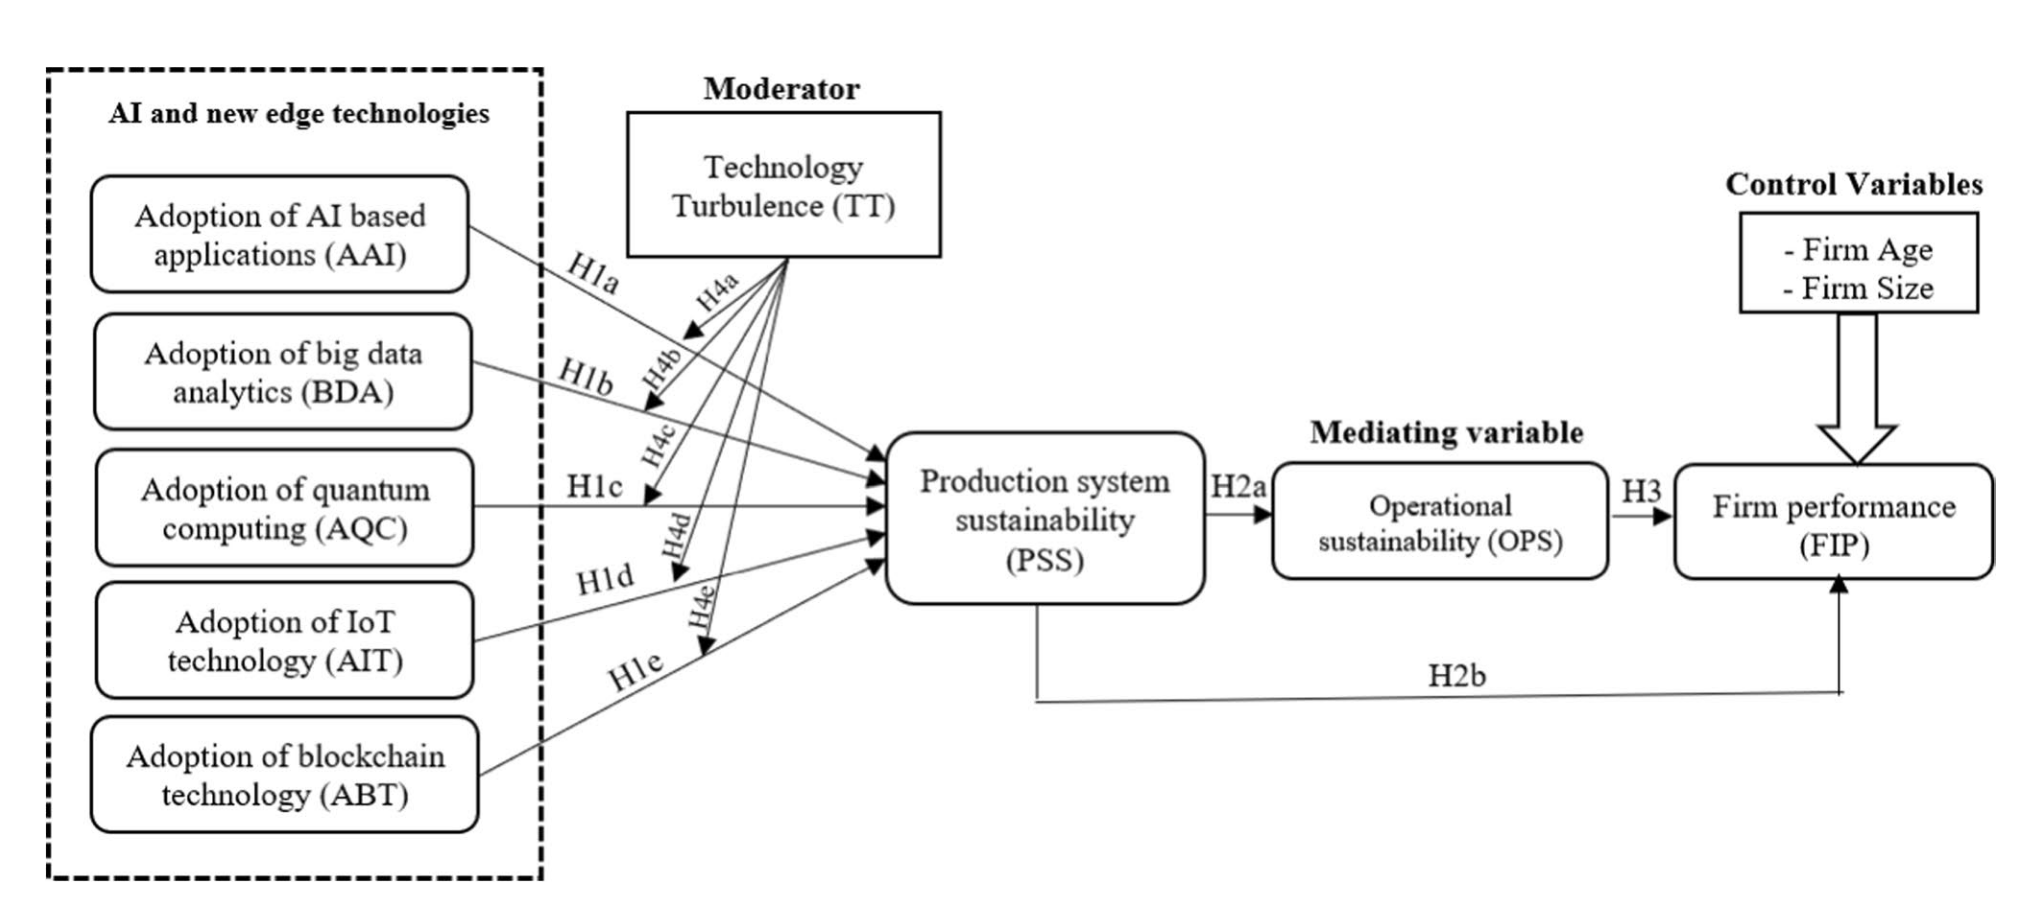 AI and new edge technologies
Adoption of AI based
applications (AAI)
Adoption of big data
analytics (BDA)
Adoption of quantum
computing (AQC)
Adoption of IoT
technology (AIT)
Adoption of blockchain
technology (ABT)
Moderator
Technology
Turbulence (TT)
H1a
H1b
H1c
H1d
H1e
H4a
H4b
H4c
H4d
H4e
Production system
sustainability
(PSS)
H2a
Mediating variable
Operational
sustainability (OPS)
H3
Control Variables
- Firm Age
- Firm Size
Firm performance
(FIP)
H2b